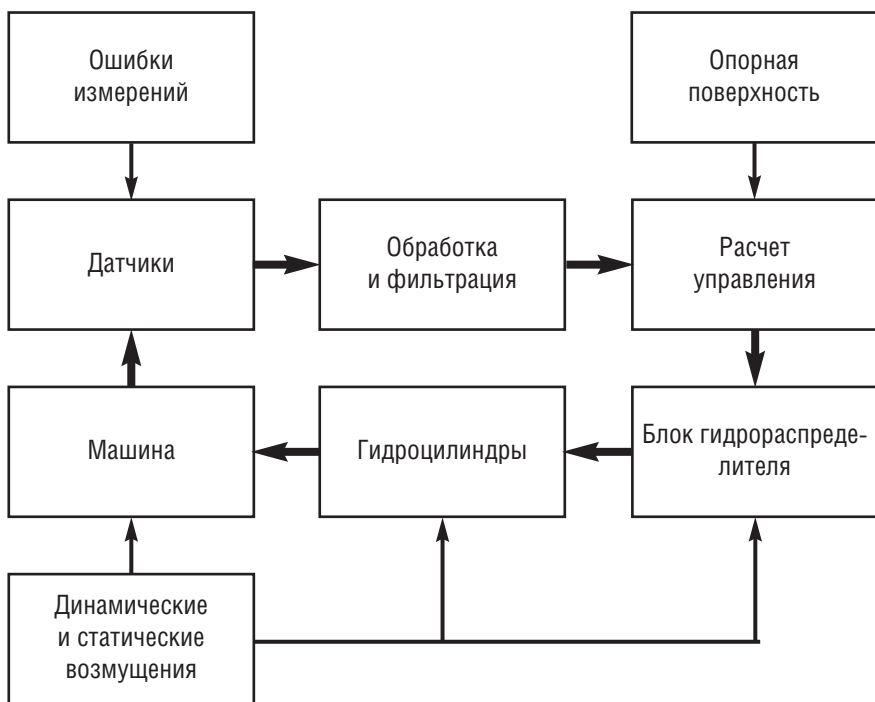 Ошибки
измерений
Опорная
поверхность
Датчики
Обработка
и фильтрация
Расчет
управления
Машина
Гидроцилиндры
Блок гидрораспреде-
лителя
Динамические
и статические
возмущения